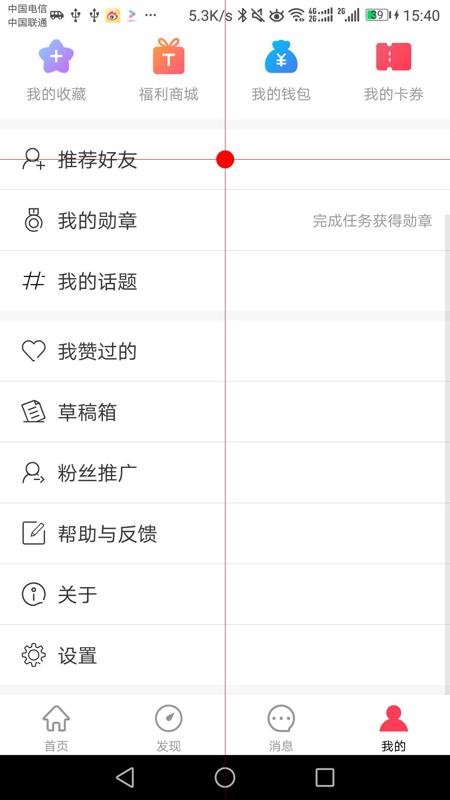 中国电信
中国联通
5.3K/s 4G 2G 2G 39 15:40
我的收藏 福利商城 我的钱包 我的卡券
推荐好友
我的勋章 完成任务获得勋章
我的话题
我赞过的
草稿箱
粉丝推广
帮助与反馈
关于
设置
首页 发现 消息 我的